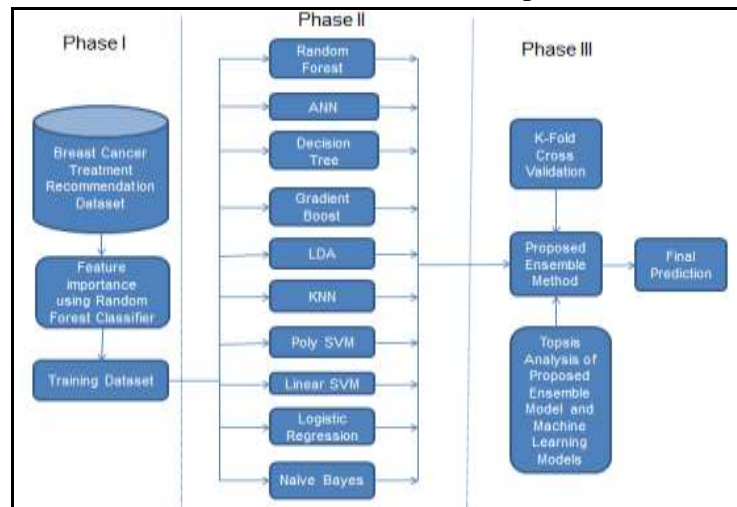 Phase I
Breast Cancer
Treatment
Recommendation
Dataset
Feature
importance
using Random
Forest Classifier
Training Dataset
Phase II
Random
Forest
ANN
Decision
Tree
Gradient
Boost
LDA
KNN
Poly SVM
Linear SVM
Logistic
Regression
Naïve Bayes
Phase III
K-Fold
Cross
Validation
Proposed
Ensemble
Method
Final
Prediction
Topsis
Analysis of
Proposed
Ensemble
Model and
Machine
Learning
Models